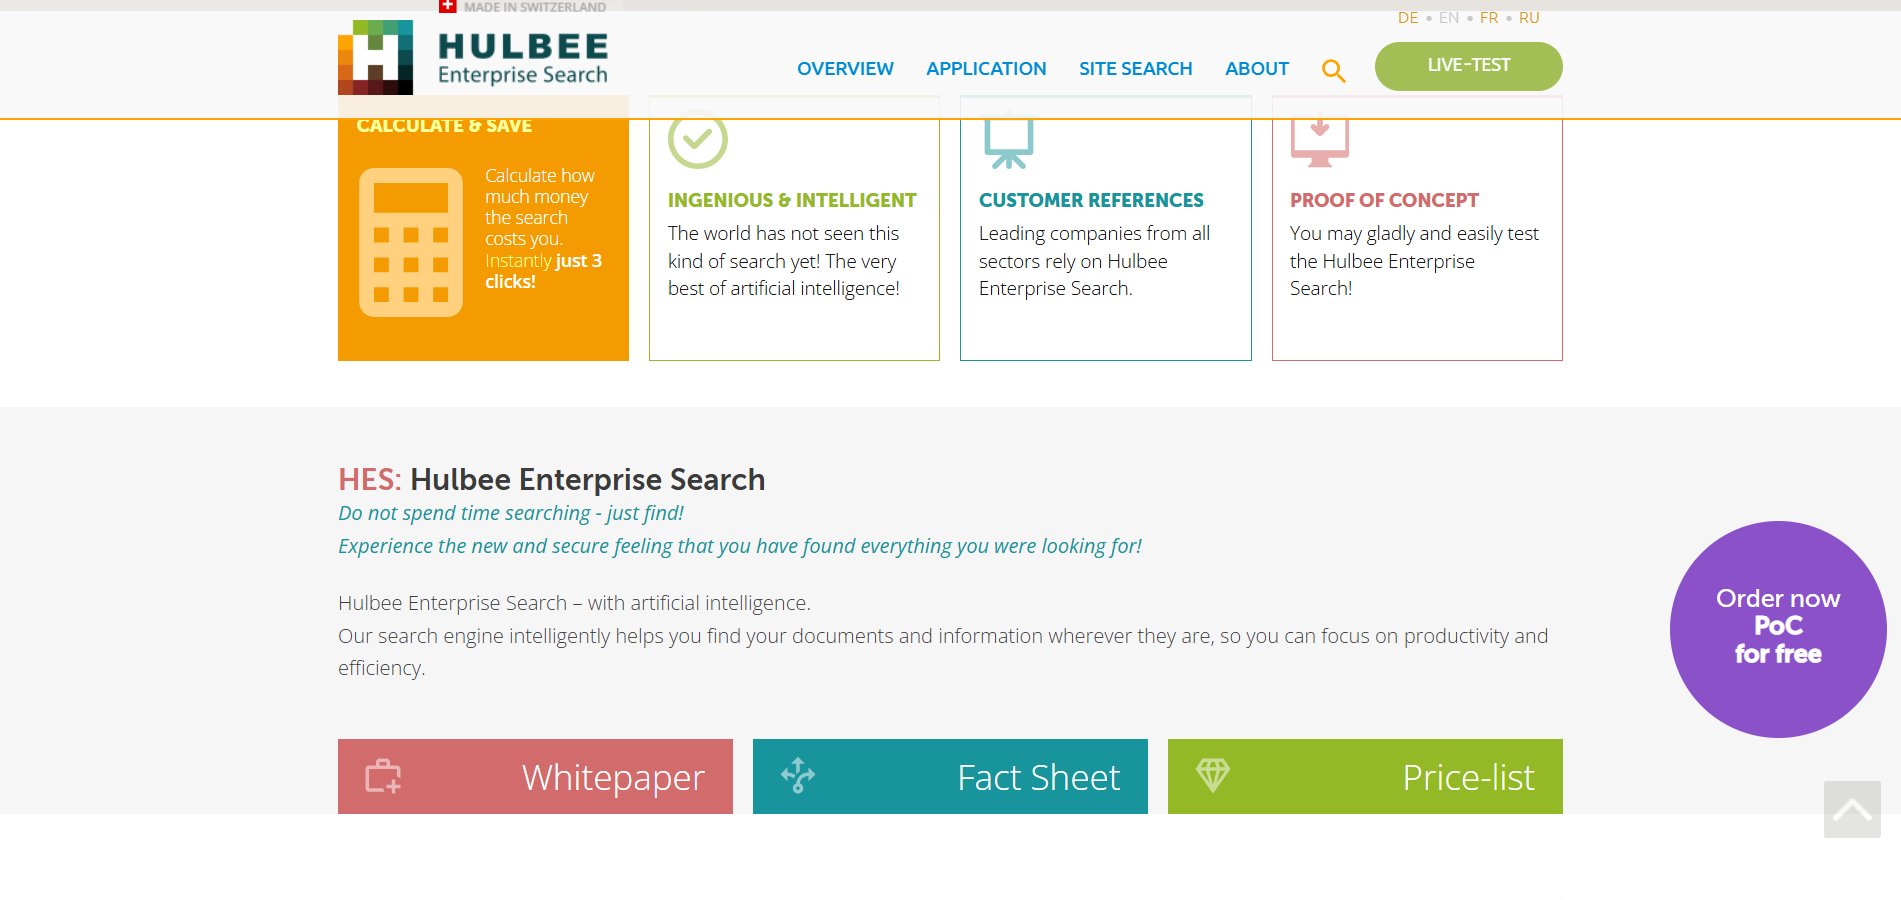 MADE IN SWITZERLAND
HULBEE
Enterprise Search
DE • EN • FR • RU
OVERVIEW
APPLICATION
SITE SEARCH
ABOUT
LIVE-TEST
CALCULATE & SAVE
Calculate how
much money
the search
costs you.
Instantly just 3
clicks!
INGENIOUS & INTELLIGENT
The world has not seen this
kind of search yet! The very
best of artificial intelligence!
CUSTOMER REFERENCES
Leading companies from all
sectors rely on Hulbee
Enterprise Search.
PROOF OF CONCEPT
You may gladly and easily test
the Hulbee Enterprise
Search!
HES: Hulbee Enterprise Search
Do not spend time searching - just find!
Experience the new and secure feeling that you have found everything you were looking for!
Hulbee Enterprise Search – with artificial intelligence.
Our search engine intelligently helps you find your documents and information wherever they are, so you can focus on productivity and
efficiency.
Order now
PoC
for free
Whitepaper
Fact Sheet
Price-list